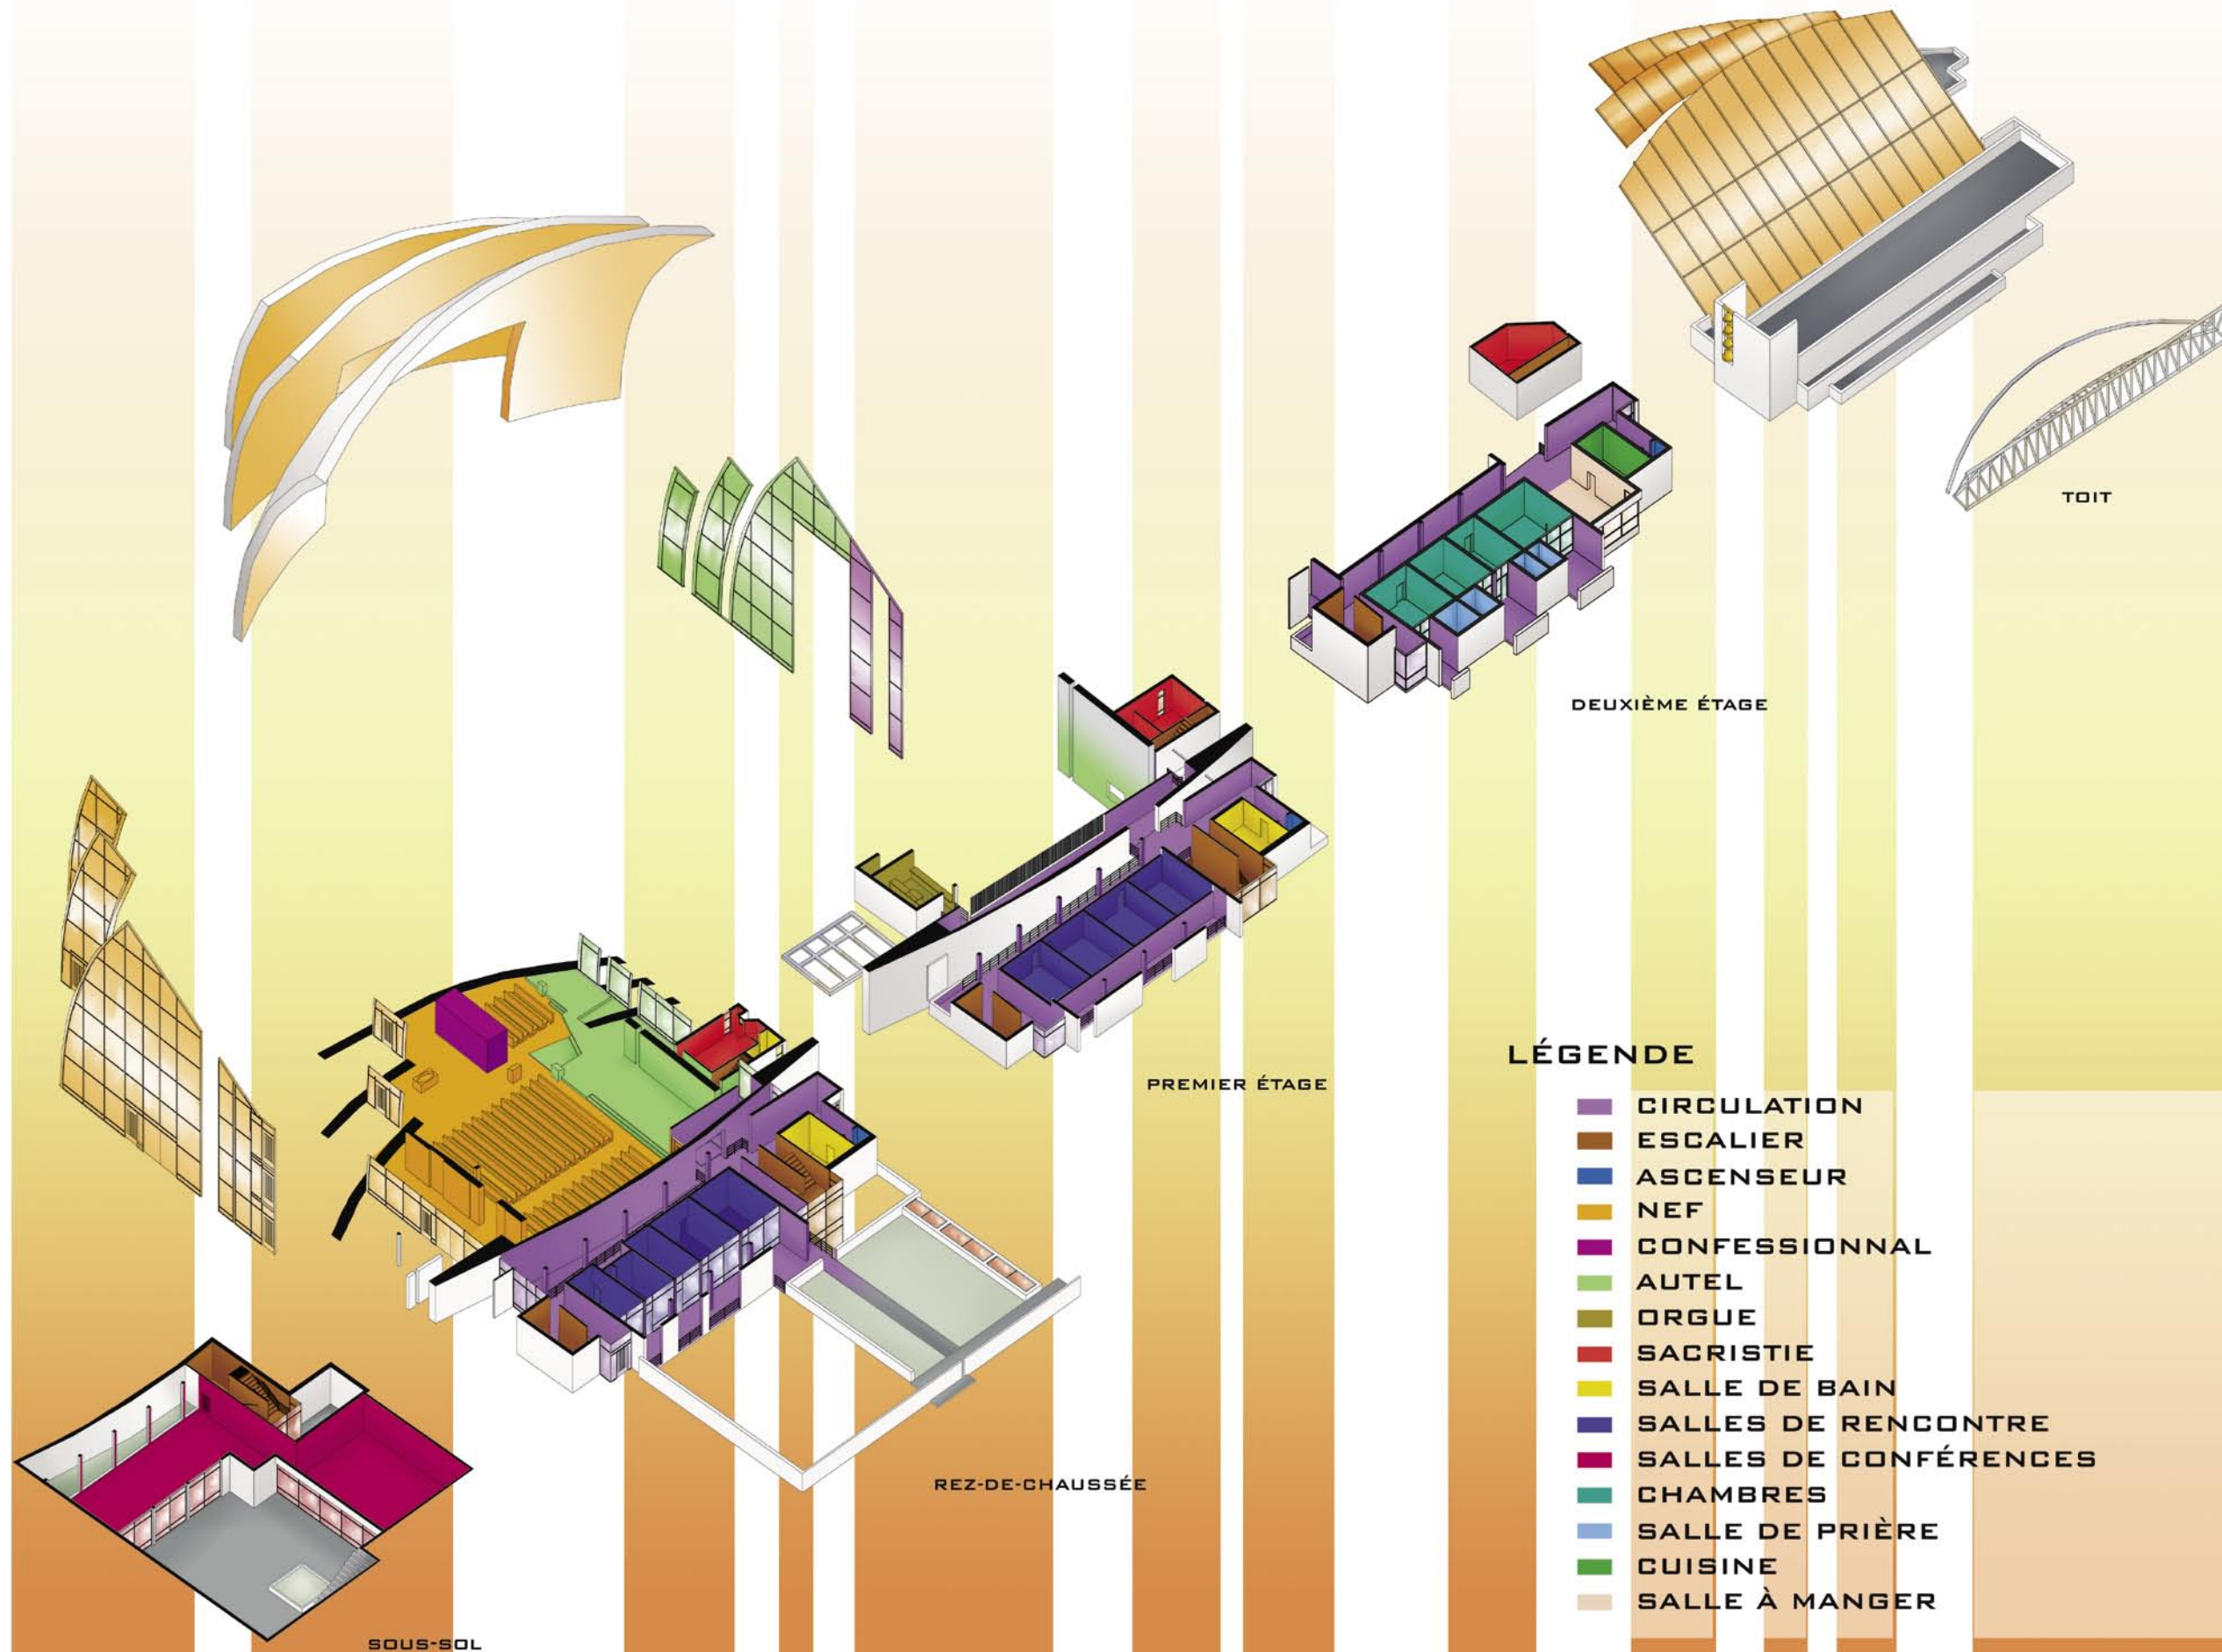 TOIT
DEUXIÈME ÉTAGE
PREMIER ÉTAGE
REZ-DE-CHAUSSÉE
SOUS-SOL
LÉGENDE
CIRCULATION
ESCALIER
ASCENSEUR
NEF
CONFESSIONNAL
AUTEL
ORGUE
SACRISTIE
SALLE DE BAIN
SALLES DE RENCONTRE
SALLES DE CONFÉRENCES
CHAMBRES
SALLE DE PRIÈRE
CUISINE
SALLE À MANGER